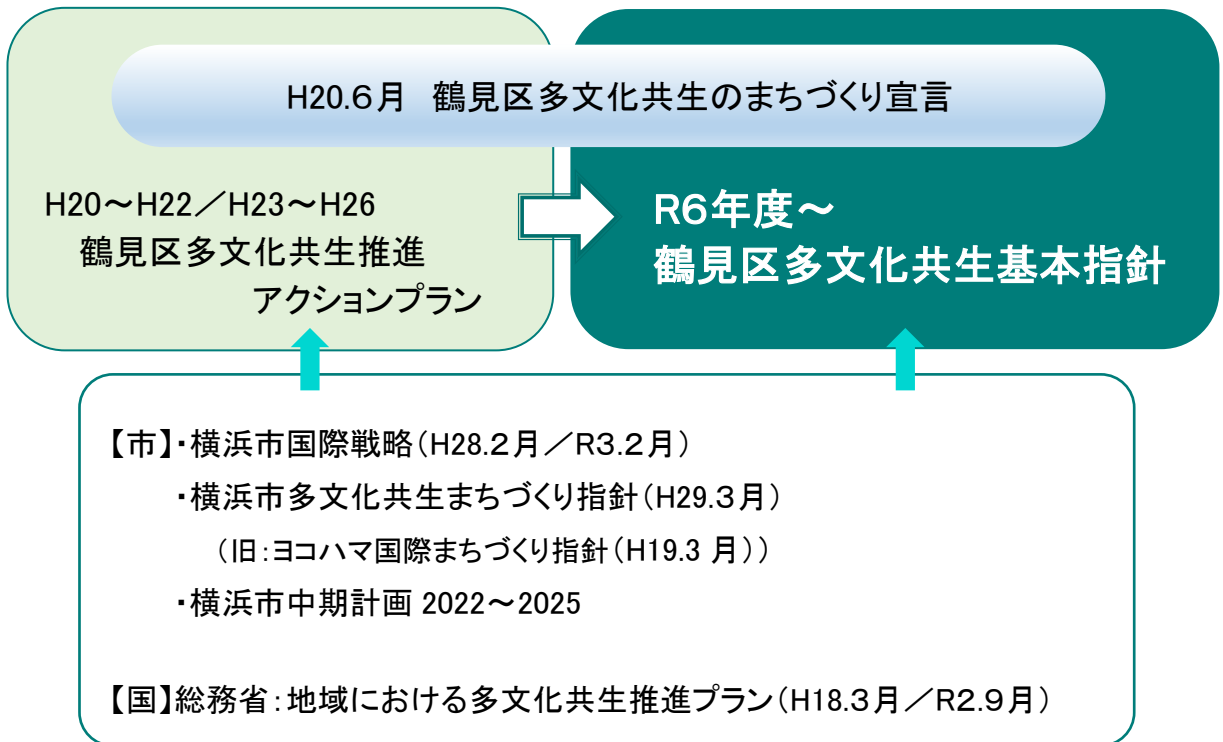 H20.6月 鶴見区多文化共生のまちづくり宣言
H20～H22／H23～H26
鶴見区多文化共生推進
アクションプラン
R6年度～
鶴見区多文化共生基本指針
【市】・横浜市国際戦略（H28.2月／R3.2月）
・横浜市多文化共生まちづくり指針（H29.3月）
（旧：ヨコハマ国際まちづくり指針（H19.3 月））
・横浜市中期計画 2022～2025
【国】総務省：地域における多文化共生推進プラン（H18.3月／R2.9月）